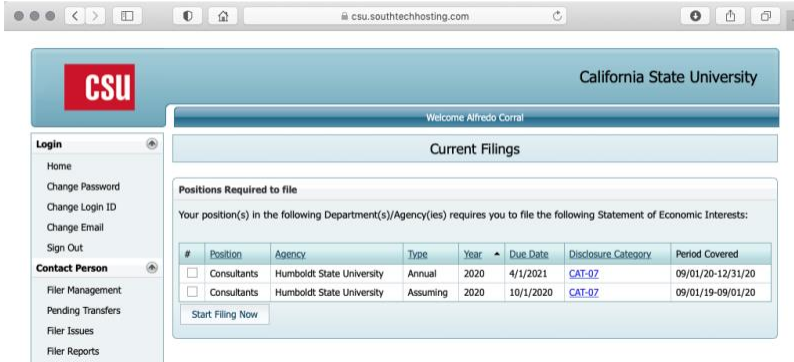 csu.southtechhosting.com
CSU
California State University
Welcome Alfredo Corral
Login
Home
Change Password
Change Login ID
Change Email
Sign Out
Contact Person
Filer Management
Pending Transfers
Filer Issues
Filer Reports
Current Filings
Positions Required to file
Your position(s) in the following Department(s)/Agency(ies) requires you to file the following Statement of Economic Interests:
# Position Agency Type Year Due Date Disclosure Category Period Covered
Consultants Humboldt State University Annual 2020 4/1/2021 CAT-07 09/01/20-12/31/20
Consultants Humboldt State University Assuming 2020 10/1/2020 CAT-07 09/01/19-09/01/20
Start Filing Now